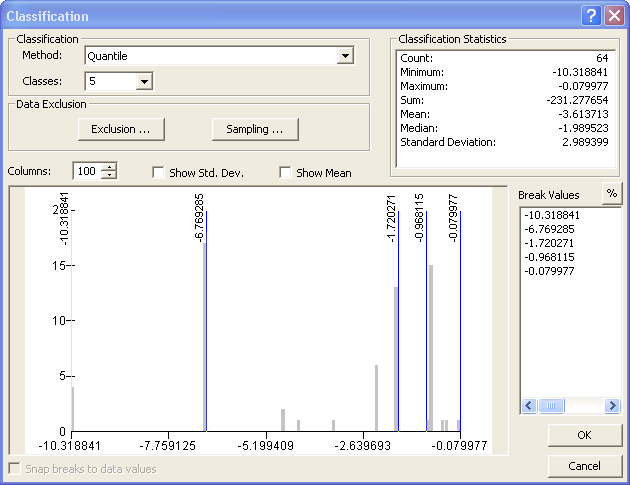 Classification
Classification
Method: Quantile
Classes: 5
Data Exclusion
Exclusion ... Sampling ...
Classification Statistics
Count: 64
Minimum: -10.318841
Maximum: -0.079977
Sum: -231.277654
Mean: -3.613713
Median: -1.989523
Standard Deviation: 2.989399
Columns: 100 Show Std. Dev. Show Mean
Break Values %
-10.318841
-6.769285
-1.720271
-0.968115
-0.079977
-10.318841 -6.769285 -1.720271 -0.968115 -0.079977
15
10
5
0
-10.318841 -7.759125 -5.199409 -2.639693 -0.079977
Snap breaks to data values
OK
Cancel